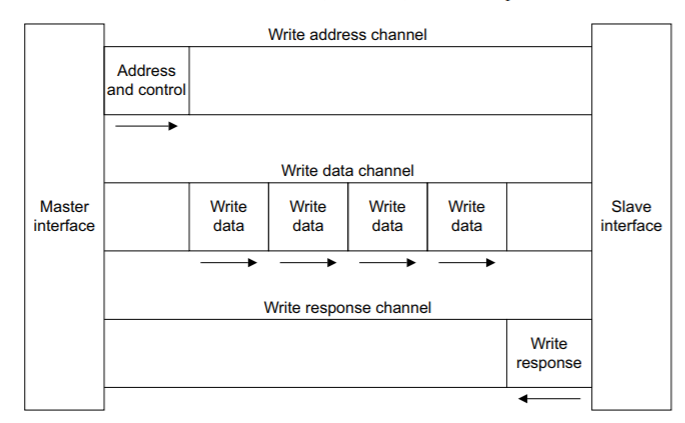 Write address channel
Address
and control
Write data channel
Master
interface
Write
data
Write
data
Write
data
Write
data
Slave
interface
Write response channel
Write
response